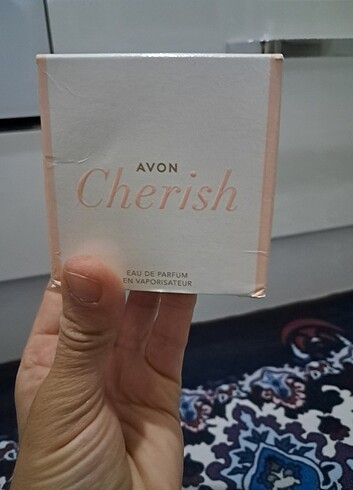 AVON
Cherish
EAU DE PARFUM
EN VAPORISATEUR